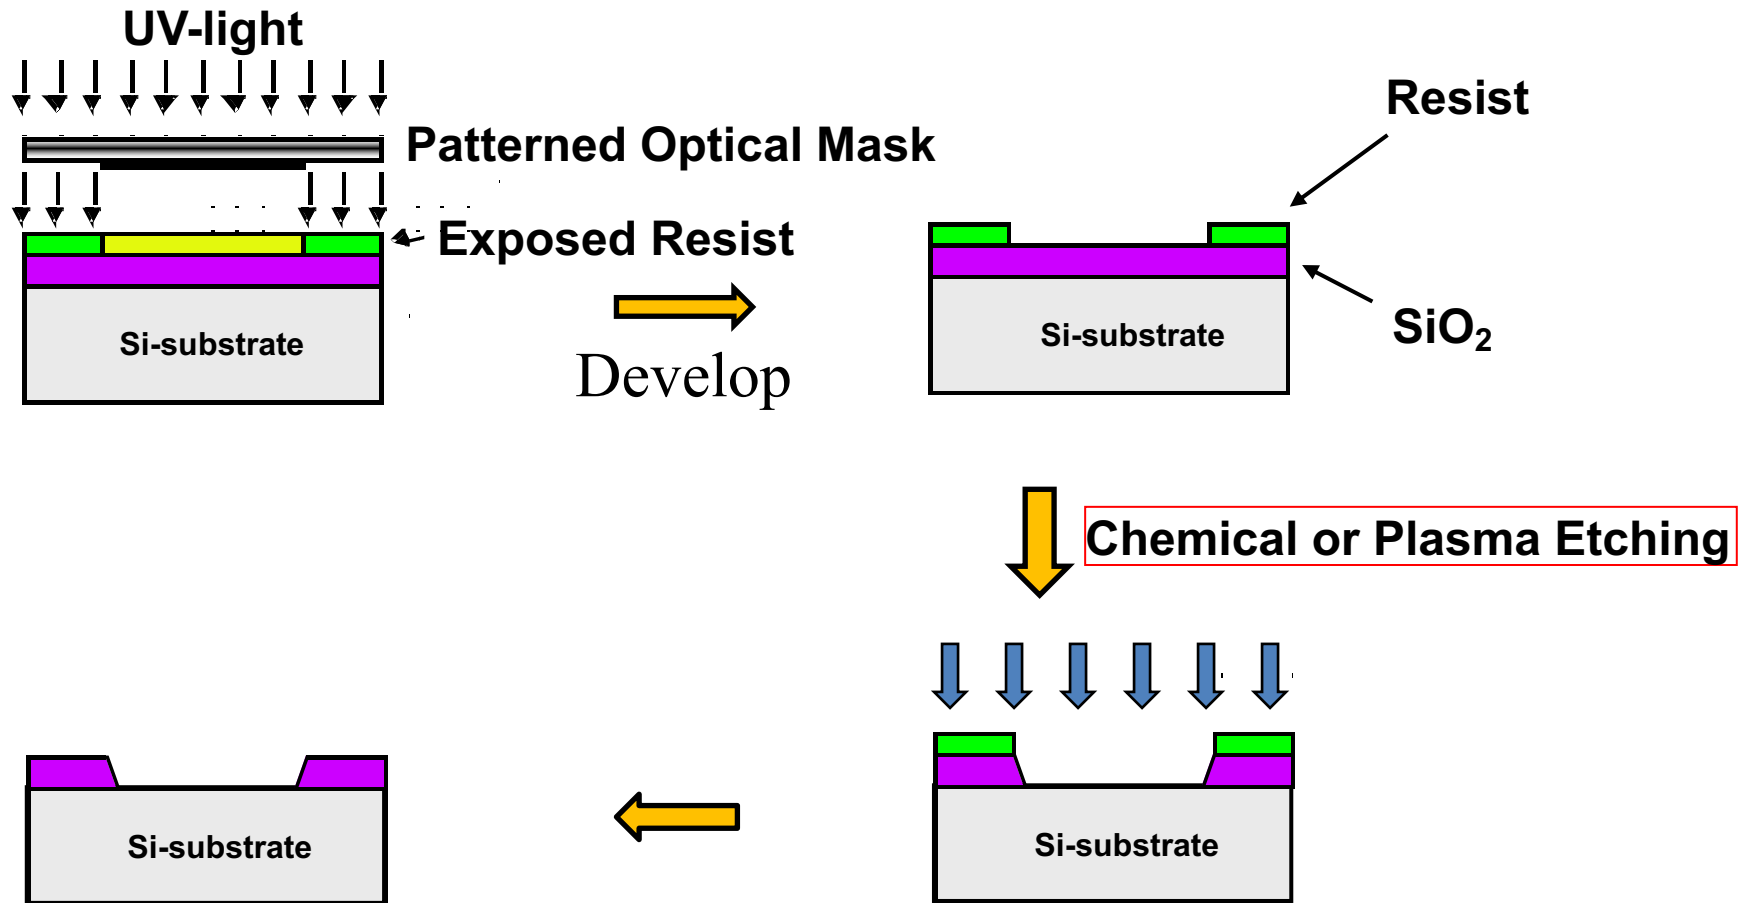 UV-light
Patterned Optical Mask
Exposed Resist
Si-substrate
Develop
Resist
SiO₂
Si-substrate
Chemical or Plasma Etching
Si-substrate
Si-substrate